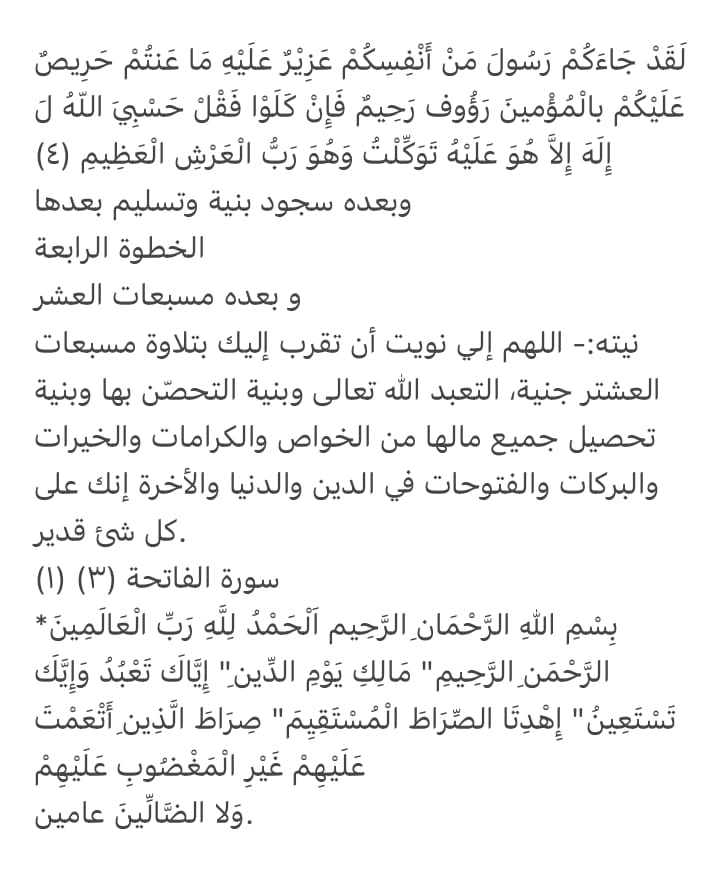 لَقَدْ جَاءَكُمْ رَسُولَ مَنْ أَنْفِسِكُمْ عَزِيْرٌ عَلَيْهِ مَا عَنتُمْ حَرِيصٌ
عَلَيْكُمْ بالْمُؤْمينَ رَؤُوف رَحِيمٌ فَإِنْ كَلَوْا فَقْلْ حَسْبِيَ اللّهُ لَ
إِلَهَ إِلاَّ هُوَ عَلَيْهُ تَوَكِّلْتُ وَهُوَ رَبُّ الْعَرْشِ الْعَظِيمِ (٤)
وبعده سجود بنية وتسليم بعدها
الخطوة الرابعة
و بعده مسبعات العشر
نيته:- اللهم إلي نويت أن تقرب إليك بتلاوة مسبعات
العشتر جنية، التعبد الله تعالى وبنية التحصّن بها وبنية
تحصيل جميع مالها من الخواص والكرامات والخيرات
والبركات والفتوحات في الدين والدنيا والأخرة إنك على
كل شئ قدير.
سورة الفاتحة (٣) (١)
بِسْمِ اللهِ الرَّحْمَان ِالرَّحِيم اَلْحَمْدُ لِلَّهِ رَبِّ الْعَالَمِينَ*
الرَّحْمَن ِالرَّحِيمِ" مَالِكِ يَوْمِ الدِّين ِ" إِيَّاكَ تَعْبُدُ وَإِيَّكَ
تَسْتَعِينُ" إِهْدِتَا الصِّرَاطَ الْمُسْتَقِيِمَ" صِرَاطَ الَّذِين َأَتْعَمْتَ
عَلَيْهِمْ غَيْرِ الْمَغْضُوبِ عَلَيْهِمْ
وَلا الضَّالِّينَ عامين.